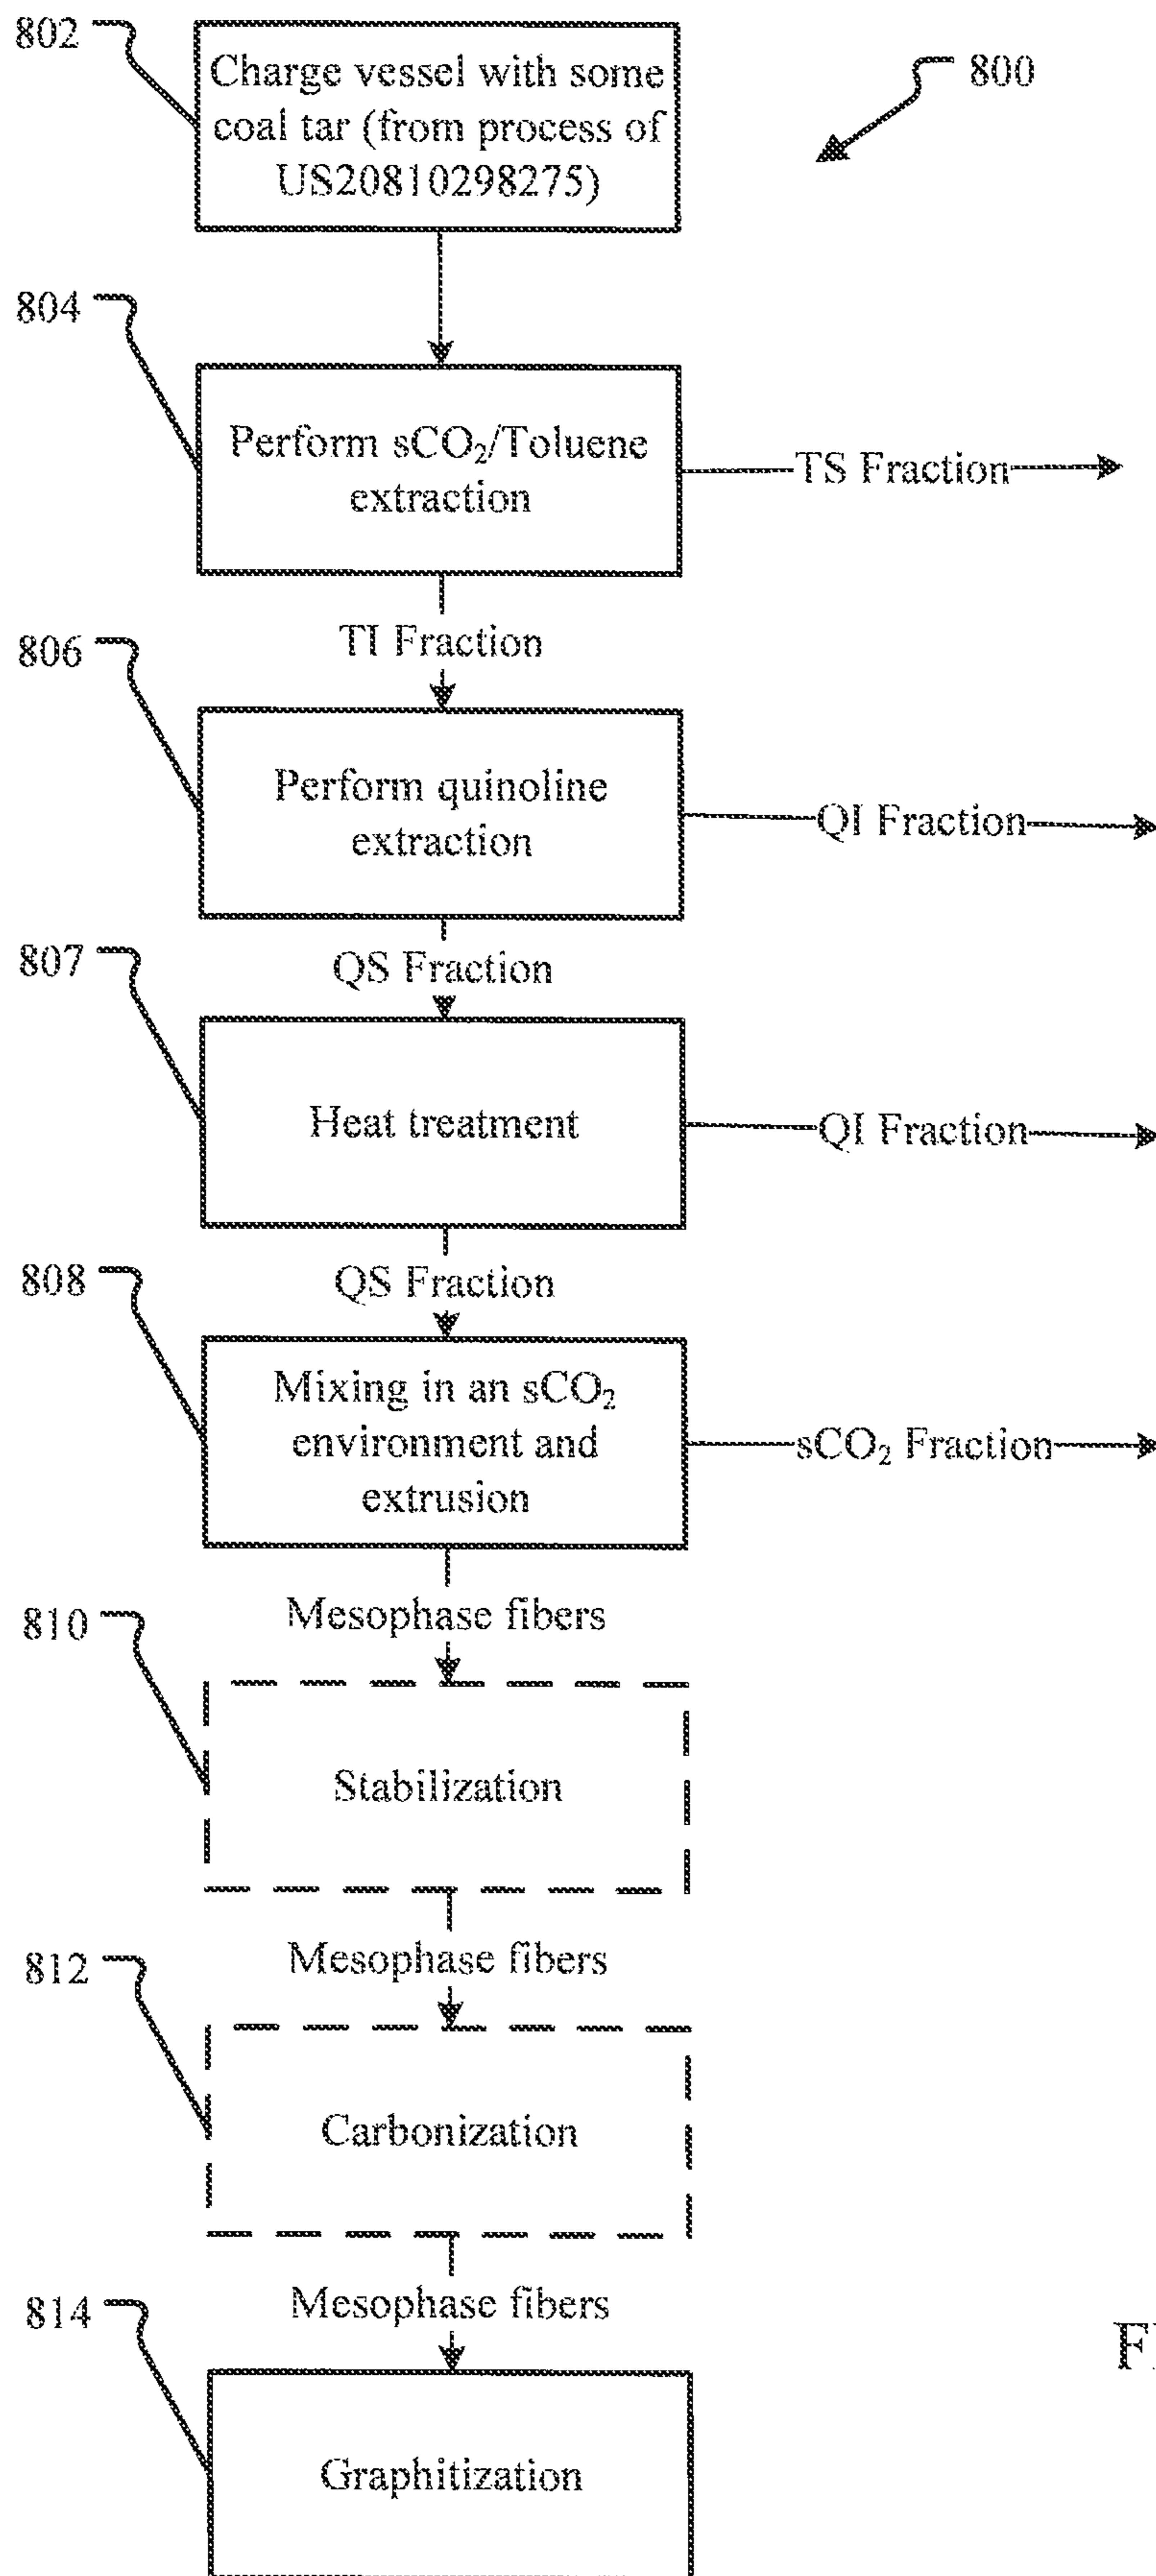 802
Charge vessel with some
coal tar (from process of
US20810298275)
800
804
Perform sCO₂/Toluene
extraction
TS Fraction
TI Fraction
806
Perform quinoline
extraction
QI Fraction
QS Fraction
807
Heat treatment
QI Fraction
QS Fraction
808
Mixing in an sCO₂
environment and
extrusion
sCO₂ Fraction
Mesophase fibers
810
Stabilization
Mesophase fibers
812
Carbonization
Mesophase fibers
814
Graphitization